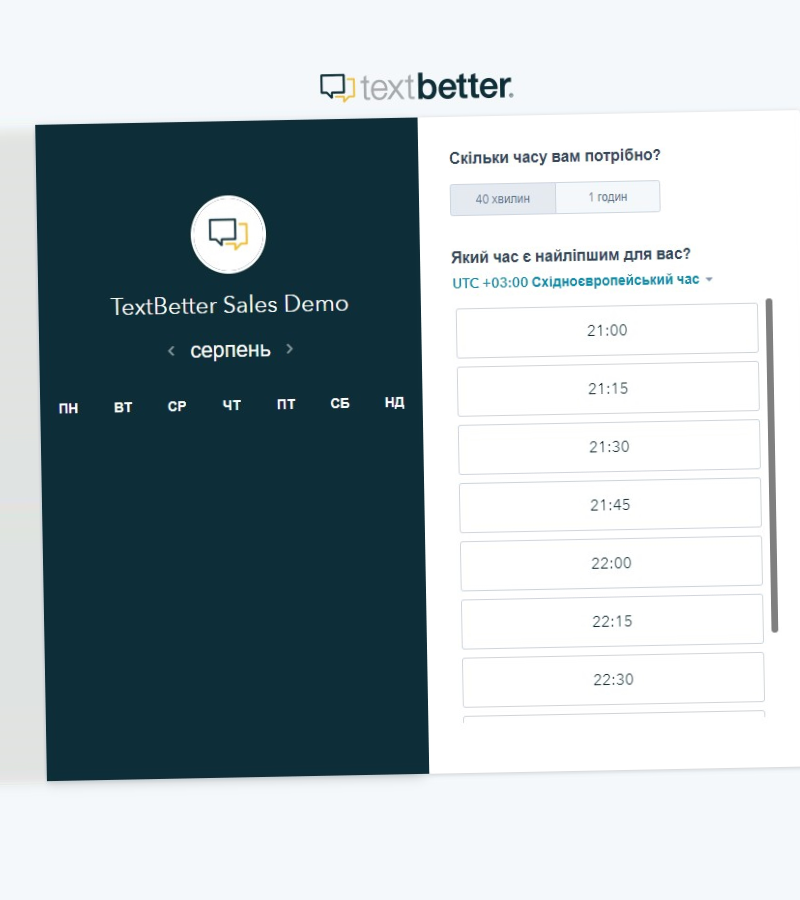 textbetter.
TextBetter Sales Demo
серпень
ПН ВТ СР ЧТ ПТ СБ НД
Скільки часу вам потрібно?
40 хвилин 1 годин
Який час є найліпшим для вас?
UTC +03:00 Східноєвропейський час
21:00
21:15
21:30
21:45
22:00
22:15
22:30